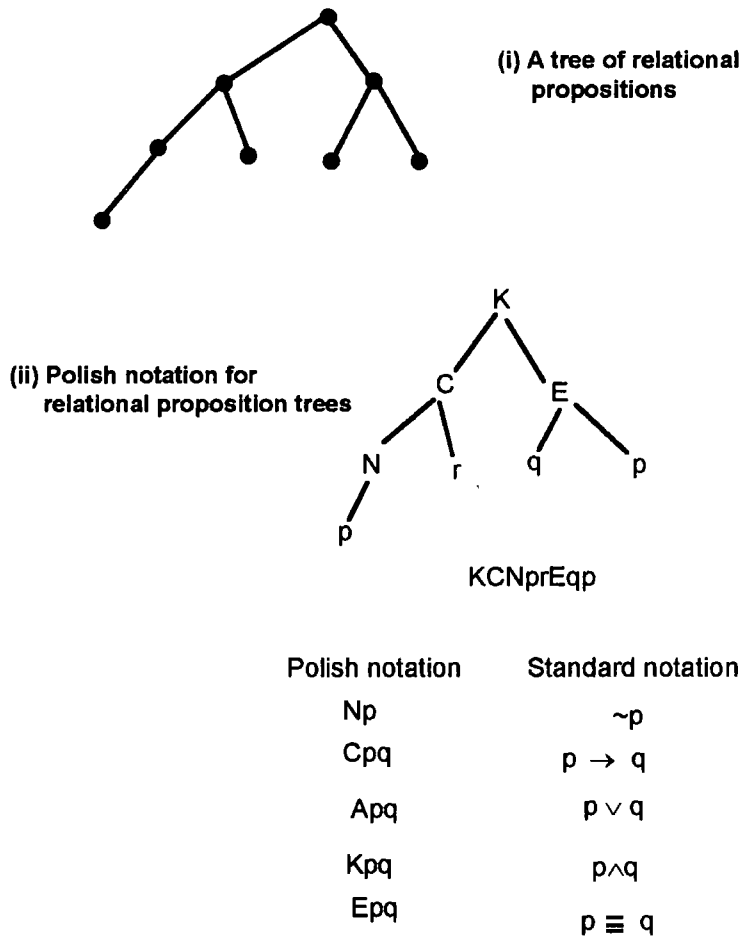 (i) A tree of relational
propositions
K
(ii) Polish notation for
relational proposition trees
C E
N r q p
p
KCNprEqp
Polish notation Standard notation
Np ~p
Cpq p → q
Apq p ∨ q
Kpq p∧q
Epq p ≡ q